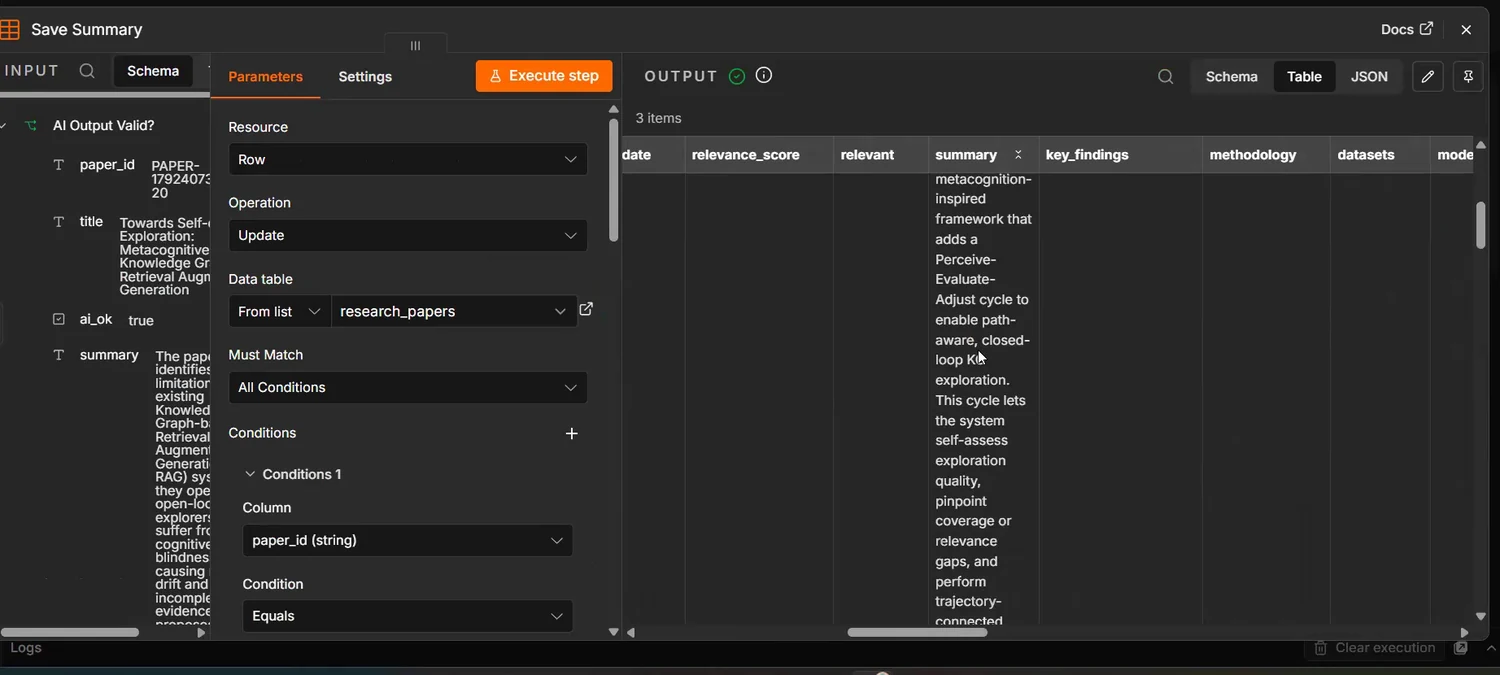 Save Summary
Docs
INPUT
Schema
AI Output Valid?
paper_id
PAPER-
1792407
20
title
Towards Self-
Exploration:
Metacognitive
Knowledge Gr
Retrieval Augm
Generation
ai_ok
true
summary
The pape
identifies
limitation
existing
Knowled
Graph-ba
Retrieval
Augment
Generati
RAG) sys
they ope
open-loo
explorers
suffer fro
cognitive
blindnes
causing
drift and
incomple
evidence
Parameters
Settings
Execute step
Resource
Row
Operation
Update
Data table
From list
research_papers
Must Match
All Conditions
Conditions
Conditions 1
Column
paper_id (string)
Condition
Equals
OUTPUT
Schema
Table
JSON
3 items
date
relevance_score
relevant
summary
key_findings
methodology
datasets
mode
metacognition-
inspired
framework that
adds a
Perceive-
Evaluate-
Adjust cycle to
enable path-
aware, closed-
loop KG
exploration.
This cycle lets
the system
self-assess
exploration
quality,
pinpoint
coverage or
relevance
gaps, and
perform
trajectory-
connected
Logs
Clear execution